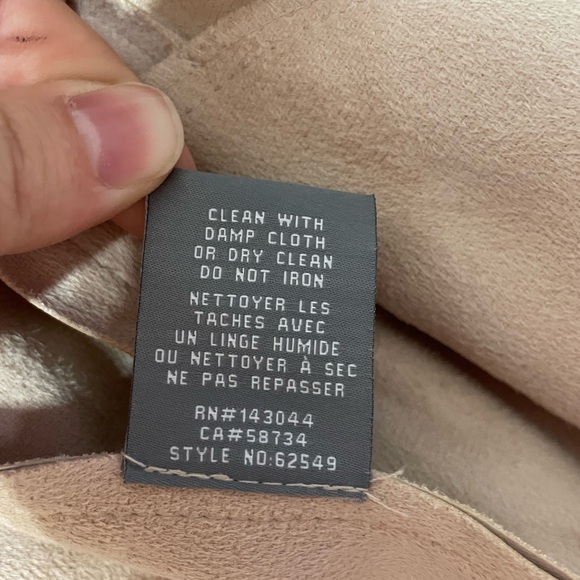 CLEAN WITH
DAMP CLOTH
OR DRY CLEAN
DO NOT IRON
NETTOYER LES
TACHES AVEC
UN LINGE HUMIDE
OU NETTOYER À SEC
NE PAS REPASSER
RN#143044
CA#58734
STYLE NO:62549